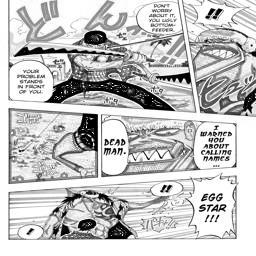 !!
DON'T
WORRY
ABOUT IT,
YOU UGLY
BOTTOM-
FEEDER.
YOUR
PROBLEM
STANDS
IN FRONT
OF YOU.
I
WARNED
YOU
ABOUT
CALLING
NAMES
...
DEAD
MAN.
!!
EGG
STAR
!!!
!